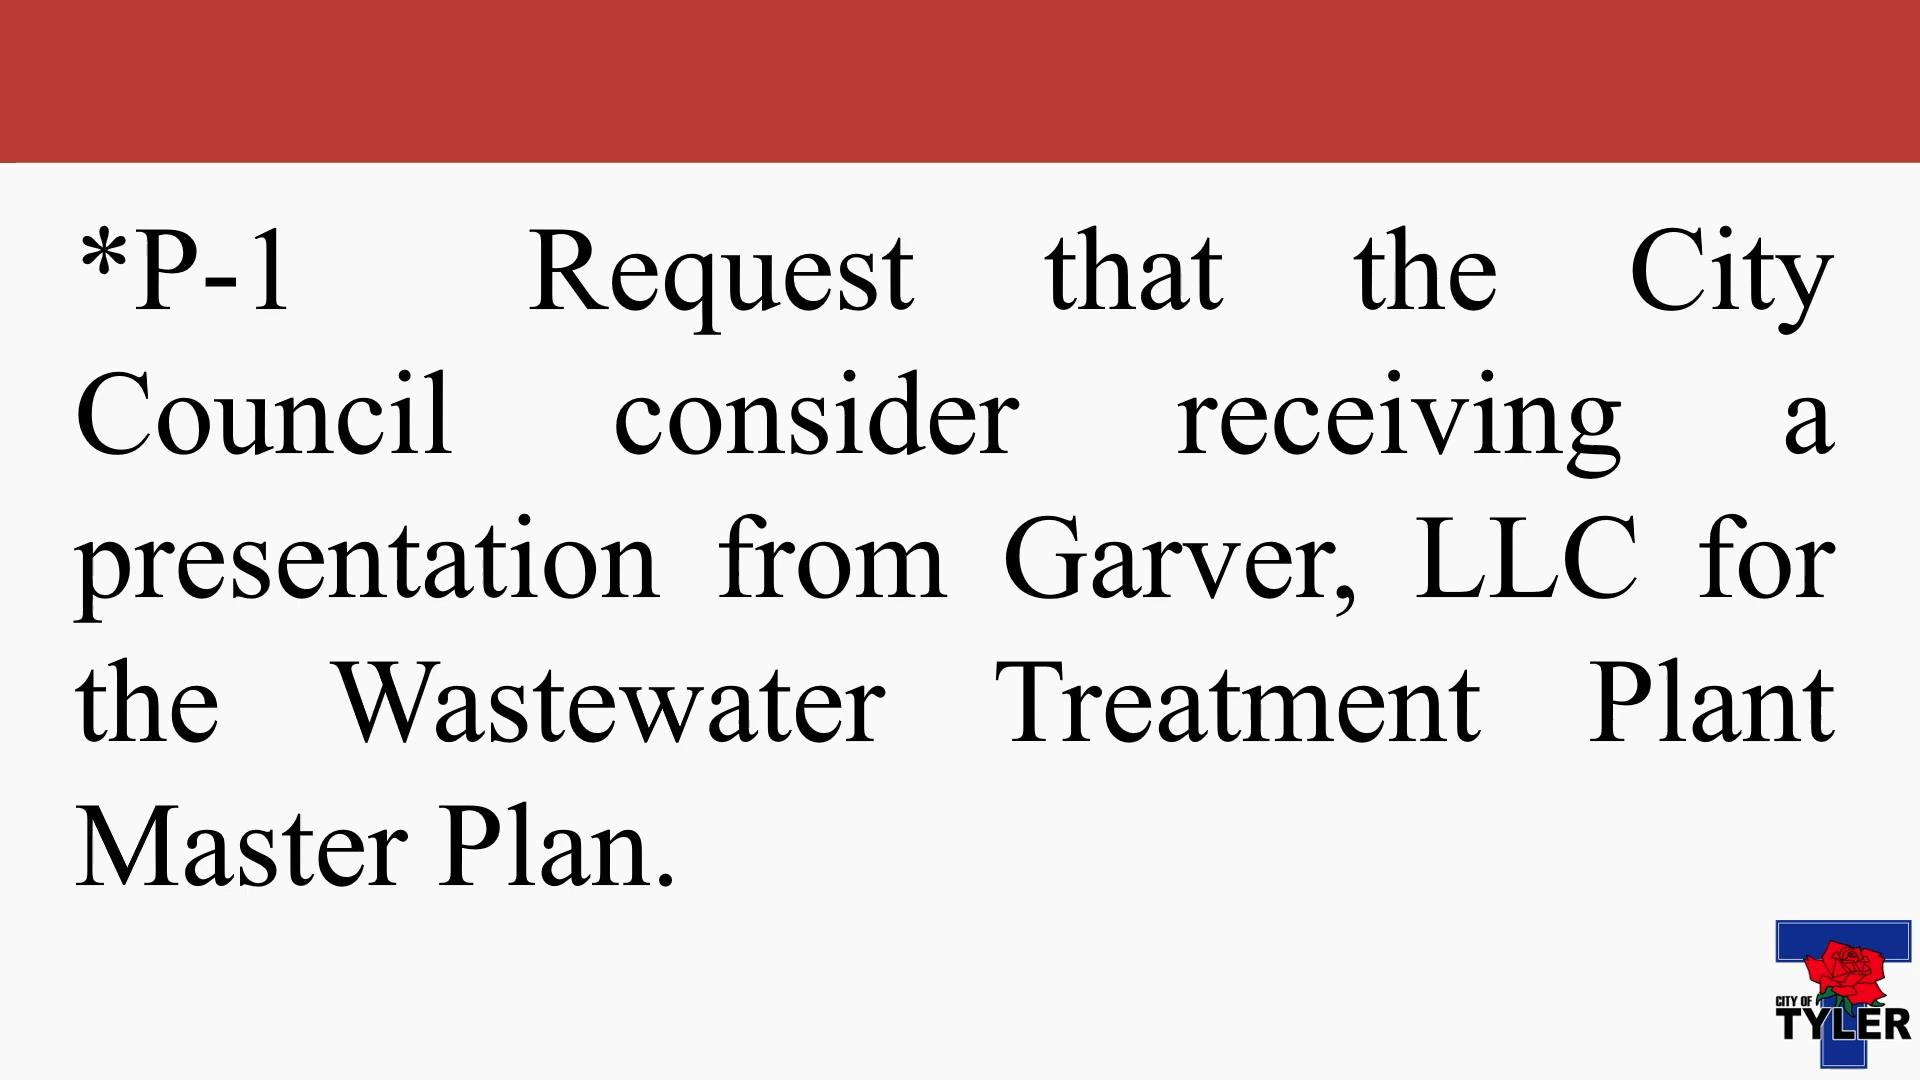 *P-1 Request that the City
Council consider receiving a
presentation from Garver, LLC for
the Wastewater Treatment Plant
Master Plan.
CITY OF
TYLER